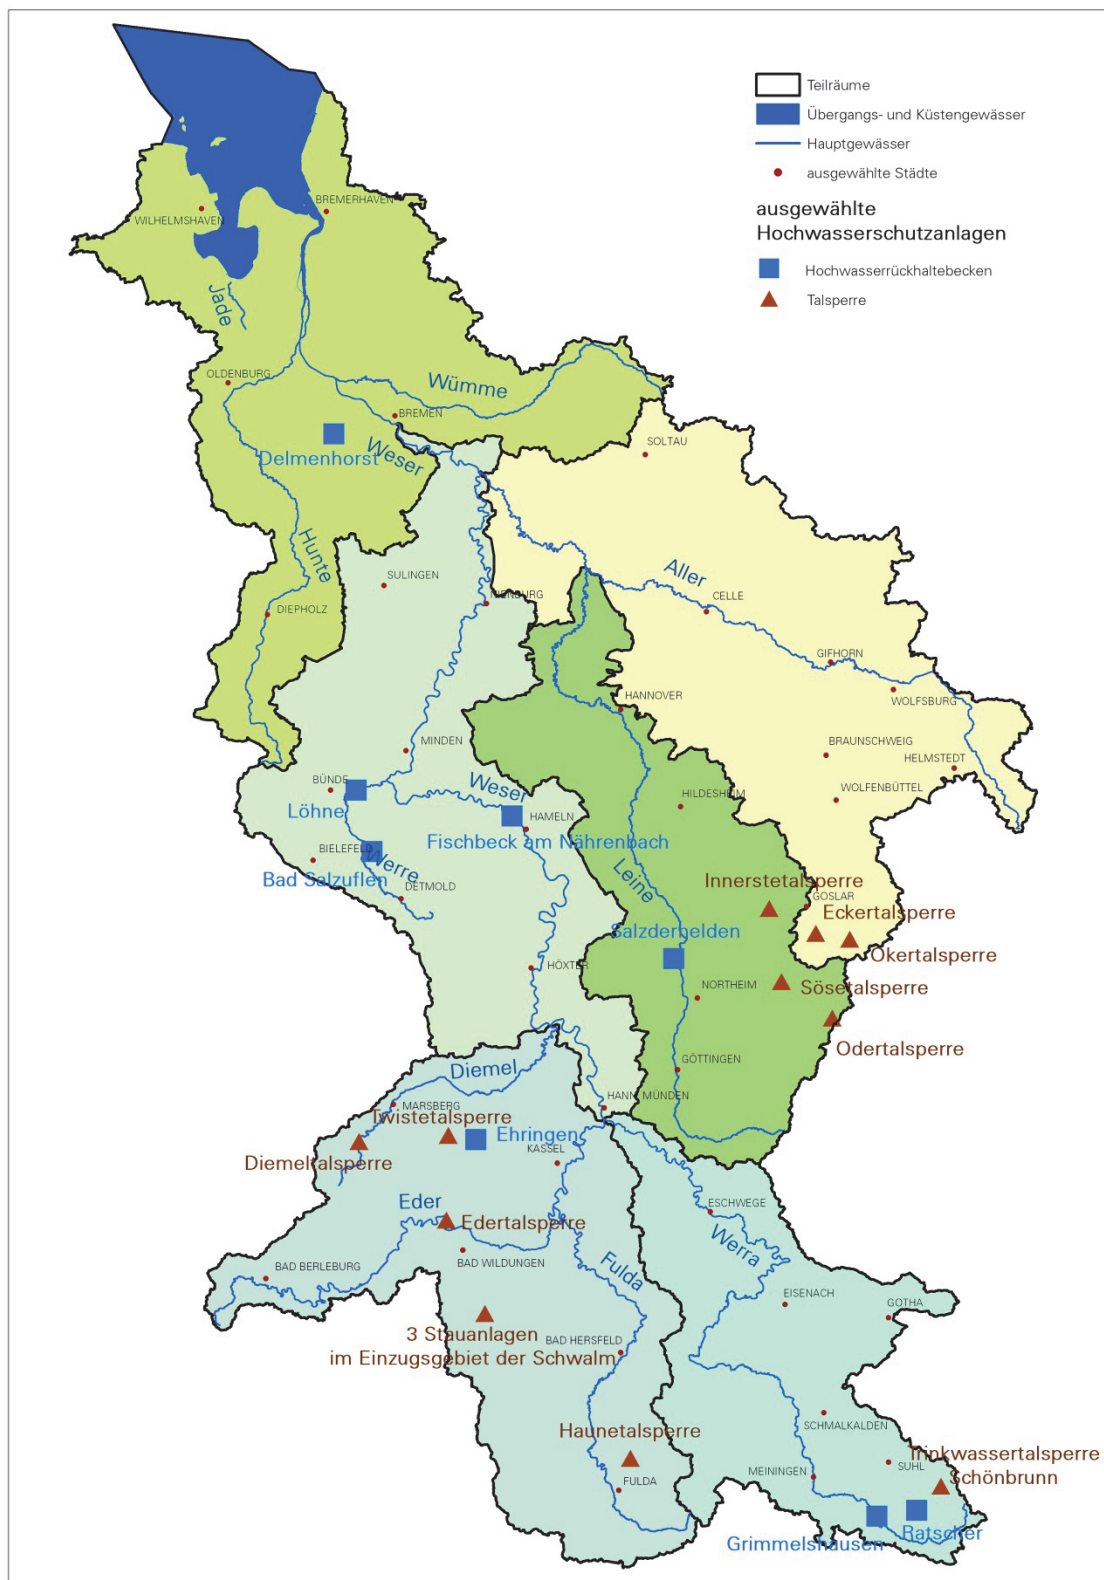 Teilräume
Übergangs- und Küstengewässer
Hauptgewässer
ausgewählte Städte
ausgewählte
Hochwasserschutzanlagen
Hochwasserrückhaltebecken
Talsperre
BREMERHAVEN
WILHELMSHAVEN
Jade
OLDENBURG
Wümme
BREMEN
Weser
Delmenhorst
SOLTAU
Hunte
SULINGEN
NIENBURG
Aller
CELLE
DIEPHOLZ
GIFHORN
HANNOVER
WOLFSBURG
MINDEN
BRAUNSCHWEIG
HELMSTEDT
BÜNDE
Weser
WOLFENBÜTTEL
HILDESHEIM
Löhne
HAMELN
Fischbeck am Nährenbach
BIELEFELD
Werre
Bad Salzuflen
DETMOLD
Leine
Innerstetalsperre
GOSLAR
Eckertalsperre
Salzderhelden
Okertalsperre
HÖXTER
Sösetalsperre
NORTHEIM
Odertalsperre
GÖTTINGEN
Diemel
HANN. MÜNDEN
MARSBERG
Twistetalsperre
Ehringen
KASSEL
Diemeltalsperre
Eder
Edertalsperre
ESCHWEGE
Werra
BAD WILDUNGEN
BAD BERLEBURG
Fulda
EISENACH
GOTHA
3 Stauanlagen
im Einzugsgebiet der Schwalm
BAD HERSFELD
SCHMALKALDEN
Haunetalsperre
Trinkwassertalsperre
Schönbrunn
SUHL
MEININGEN
FULDA
Ratscher
Grimmelshausen